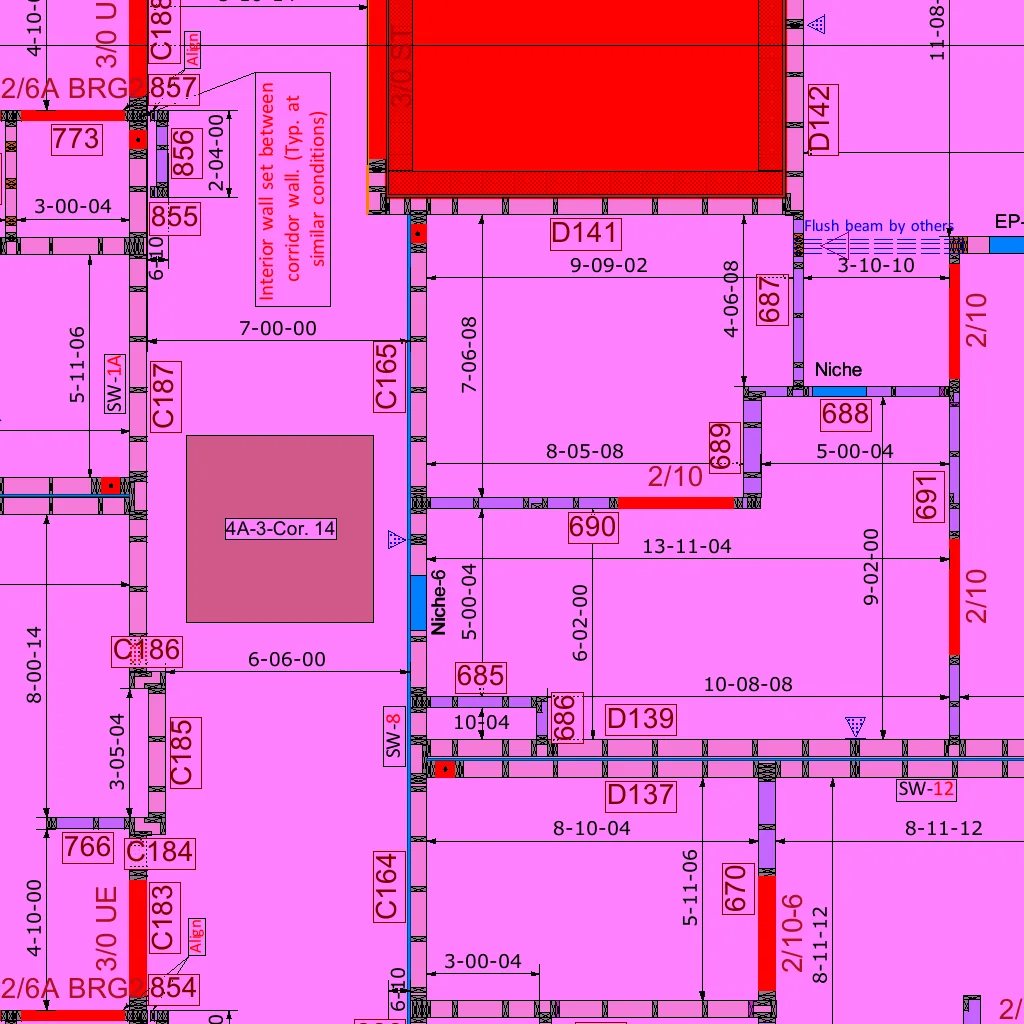 4-10-0
3/0 U
C188
Align
3/0 ST
11-08-
D142
2/6A BRG2
857
773
856
2-04-00
Interior wall set between
corridor wall. (Typ. at
similar conditions)
3-00-04
855
6-10
D141
Flush beam by others
EP-
9-09-02
3-10-10
4-06-08
687
2/10
7-00-00
5-11-06
SW-1A
C187
C165
7-06-08
Niche
688
689
8-05-08
5-00-04
2/10
691
690
4A-3-Cor. 14
13-11-04
9-02-00
2/10
Niche-6
5-00-04
6-02-00
C186
6-06-00
8-00-14
685
10-08-08
686
D139
10-04
SW-8
3-05-04
C185
SW-12
D137
766
C184
8-10-04
8-11-12
C164
5-11-06
670
2/10-6
8-11-12
4-10-00
3/0 UE
C183
Align
3-00-04
6-10
2/6A BRG2
854
2/